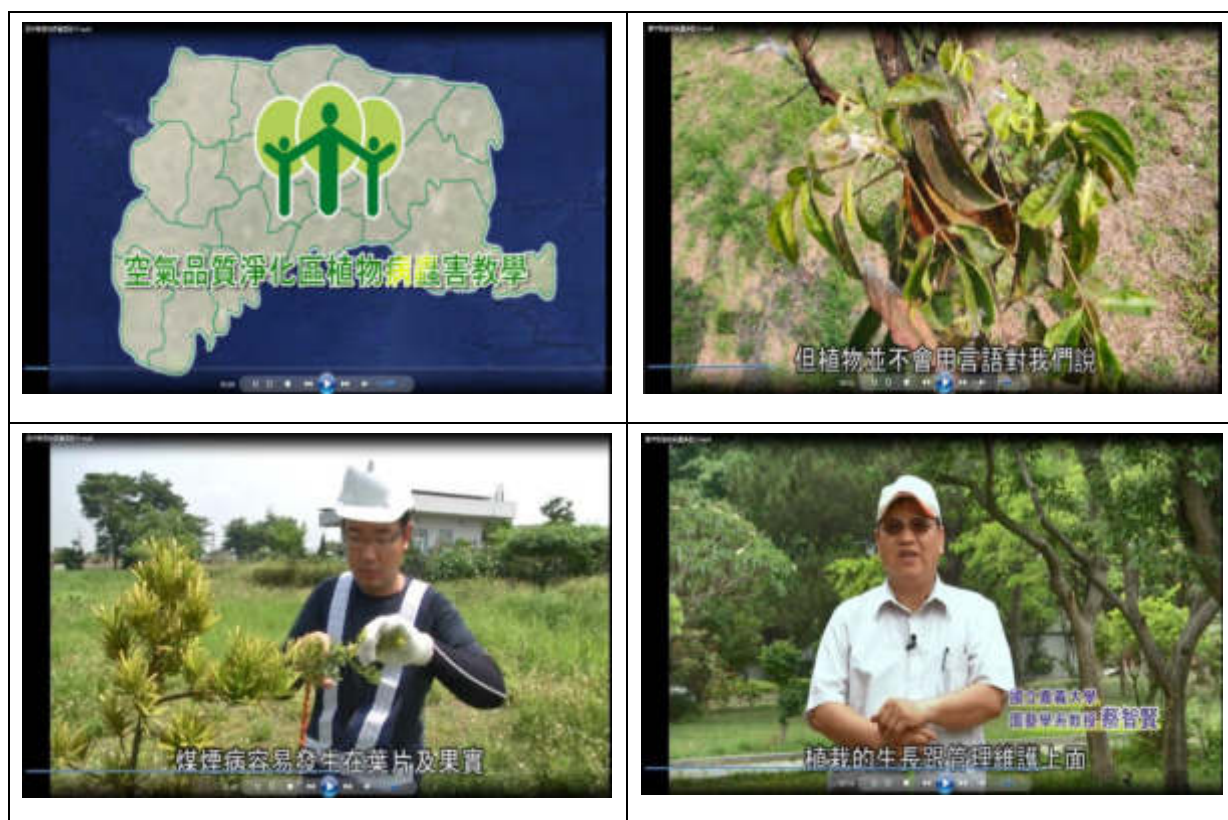 空氣品質淨化區植物病蟲害教學
但植物並不會用言語對我們說
煤煙病容易發生在葉片及果實
國立嘉義大學
園藝學系教授 蔡智賢
植栽的生長跟管理維護上面